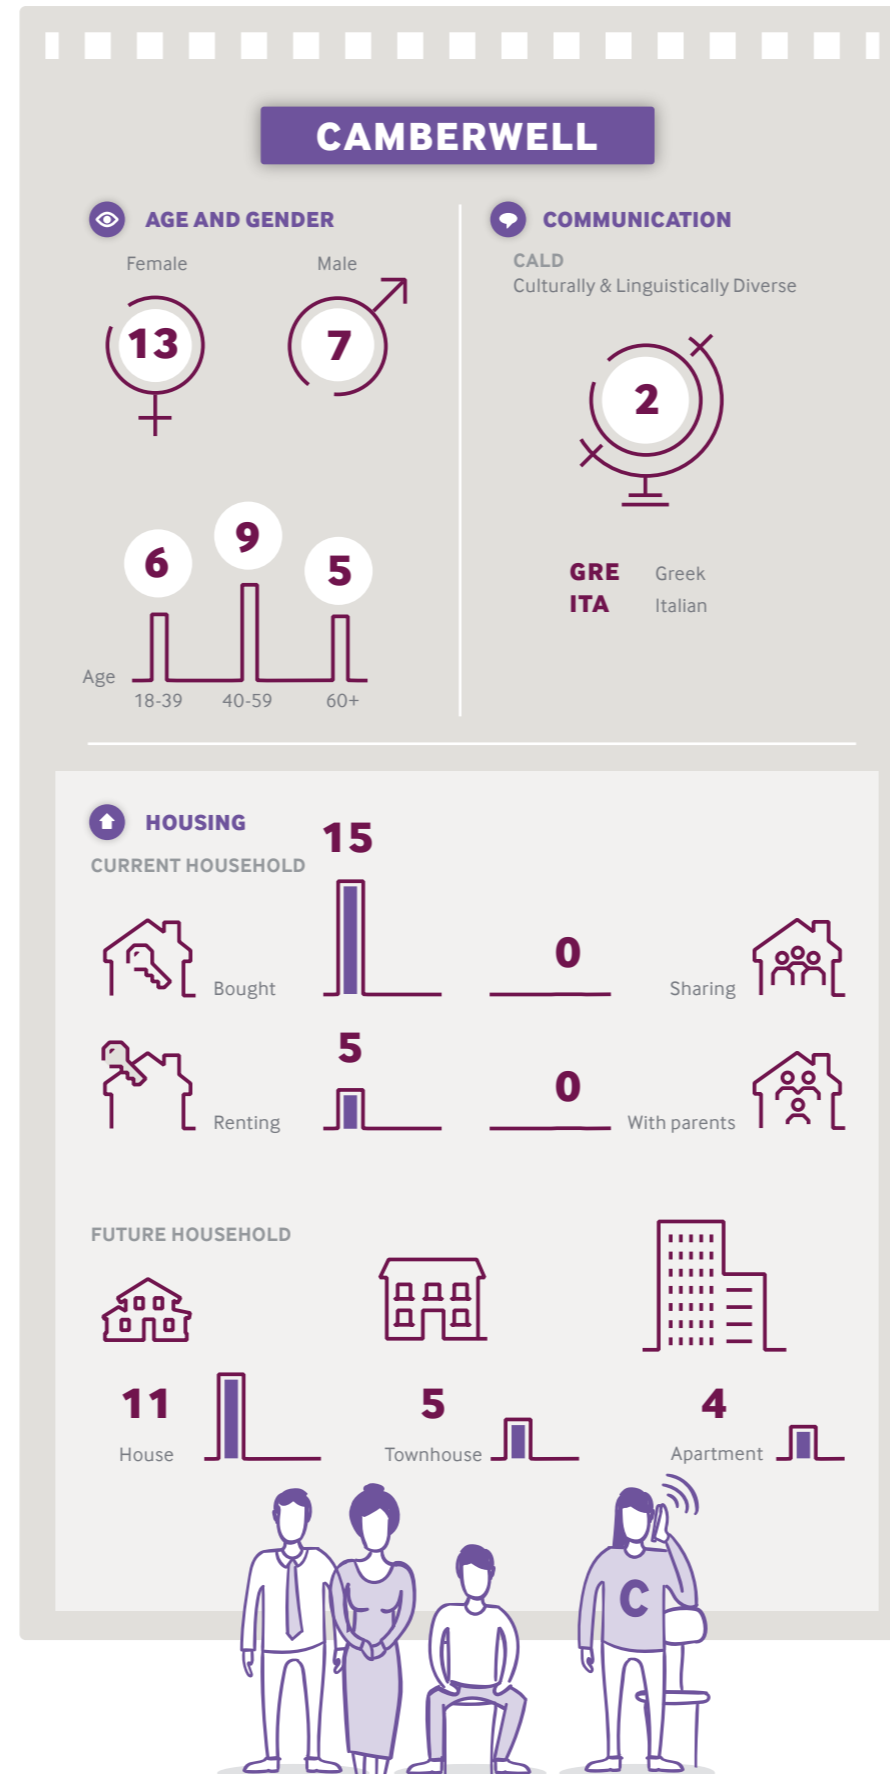 CAMBERWELL
AGE AND GENDER
Female
Male
13
7
6
9
5
Age
18-39
40-59
60+
COMMUNICATION
CALD
Culturally & Linguistically Diverse
2
GRE Greek
ITA Italian
HOUSING
CURRENT HOUSEHOLD
15
Bought
0
Sharing
5
Renting
0
With parents
FUTURE HOUSEHOLD
11
House
5
Townhouse
4
Apartment
C